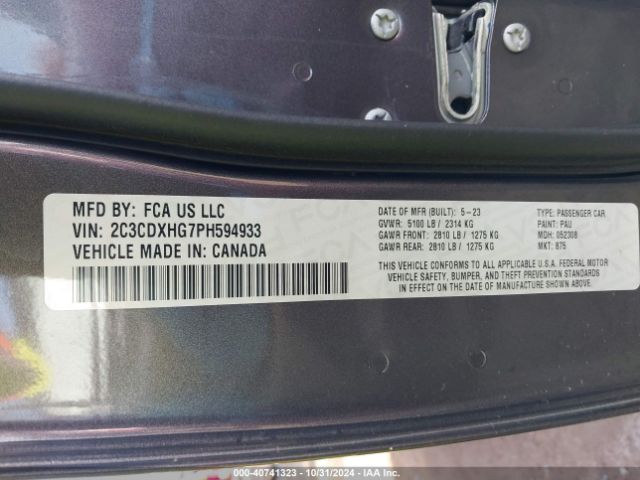 MFD BY: FCA US LLC
VIN: 2C3CDXHG7PH594933
VEHICLE MADE IN: CANADA
DATE OF MFR (BUILT): 5-23
GVWR: 5100 LB / 2314 KG
GAWR FRONT: 2810 LB / 1275 KG
GAWR REAR: 2810 LB / 1275 KG
TYPE: PASSENGER CAR
PAINT: PAU
MDH: 052308
MKT: 875
THIS VEHICLE CONFORMS TO ALL APPLICABLE U.S.A. FEDERAL MOTOR
VEHICLE SAFETY, BUMPER, AND THEFT PREVENTION STANDARDS
IN EFFECT ON THE DATE OF MANUFACTURE SHOWN ABOVE.
000-40741323 - 10/31/2024 - IAA Inc.